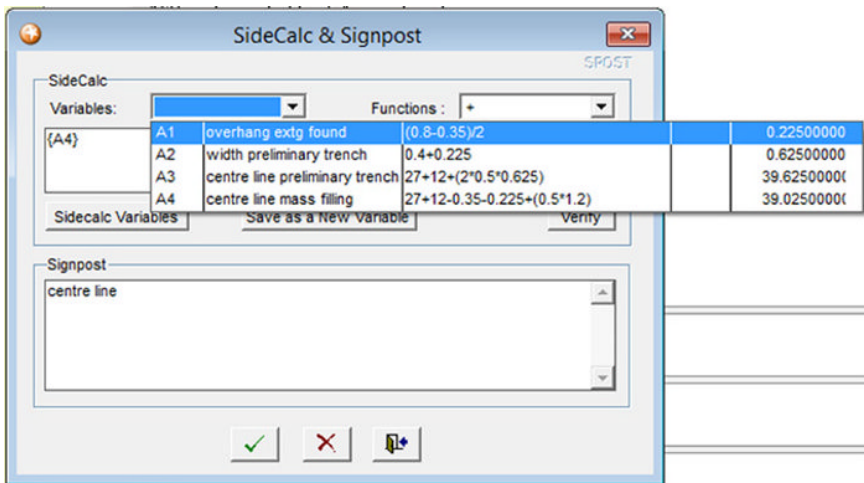 SideCalc & Signpost
SPOST
SideCalc
Variables: Functions : +
{A4}
A1 overhang extg found (0.8-0.35)/2 0.22500000
A2 width preliminary trench 0.4+0.225 0.62500000
A3 centre line preliminary trench 27+12+(2*0.5*0.625) 39.6250000
A4 centre line mass filling 27+12-0.35-0.225+(0.5*1.2) 39.0250000
Sidecalc Variables Save as a New Variable Verify
Signpost
centre line